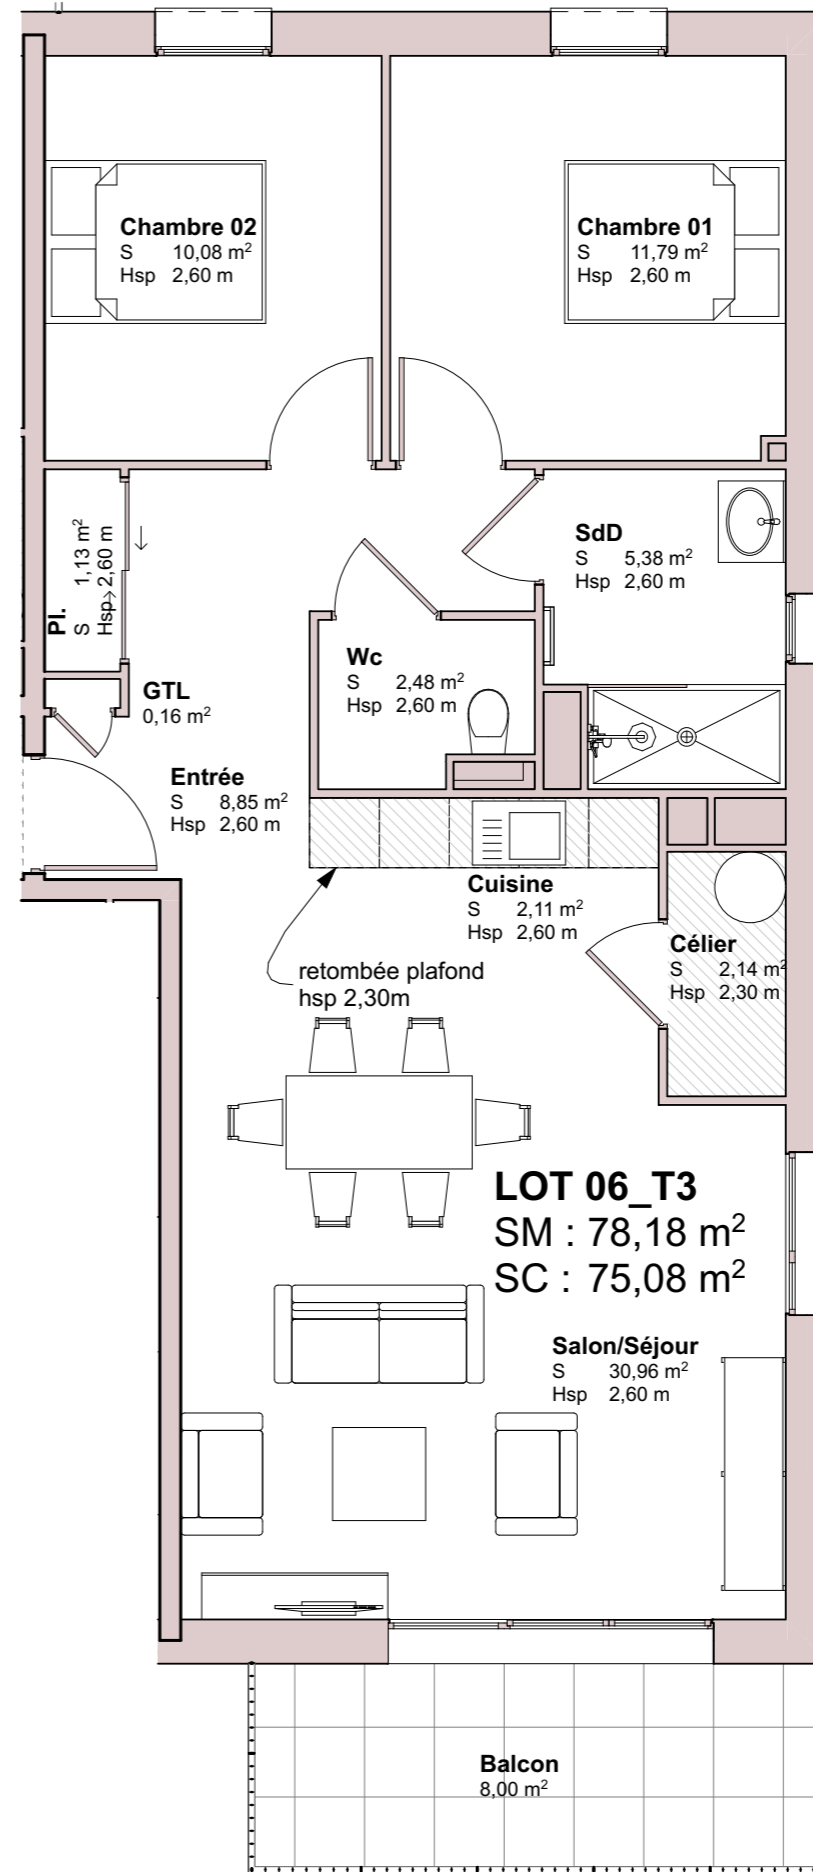 Chambre 02
S 10,08 m²
Hsp 2,60 m
Chambre 01
S 11,79 m²
Hsp 2,60 m
Pl.
S 1,13 m²
Hsp 2,60 m
SdD
S 5,38 m²
Hsp 2,60 m
Wc
S 2,48 m²
Hsp 2,60 m
GTL
0,16 m²
Entrée
S 8,85 m²
Hsp 2,60 m
Cuisine
S 2,11 m²
Hsp 2,60 m
Célier
S 2,14 m²
Hsp 2,30 m
retombée plafond
hsp 2,30m
LOT 06_T3
SM : 78,18 m²
SC : 75,08 m²
Salon/Séjour
S 30,96 m²
Hsp 2,60 m
Balcon
8,00 m²